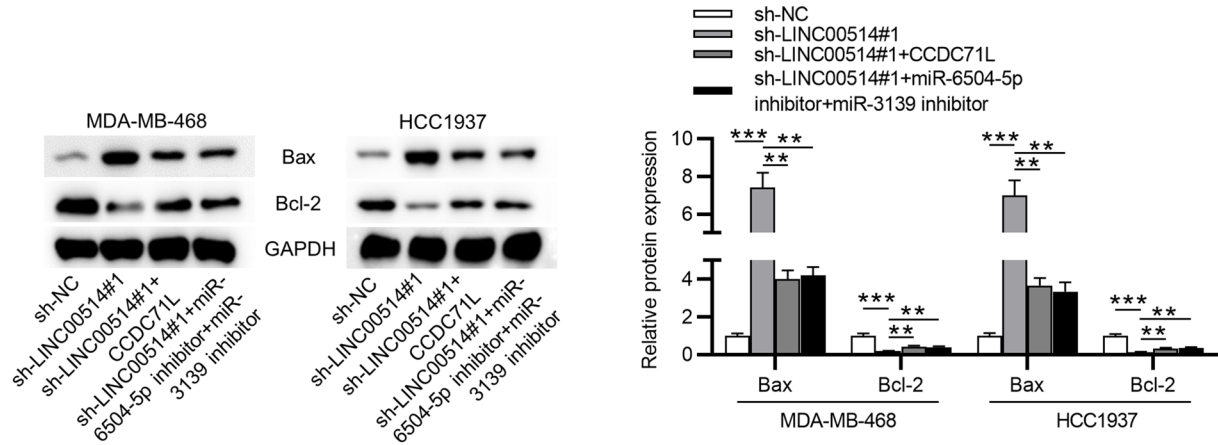 MDA-MB-468
HCC1937
Bax
Bcl-2
GAPDH
sh-NC
sh-LINC00514#1
sh-LINC00514#1+
CCDC71L
sh-LINC00514#1+miR-
6504-5p inhibitor+miR-
3139 inhibitor
sh-NC
sh-LINC00514#1
sh-LINC00514#1+
CCDC71L
sh-LINC00514#1+miR-
6504-5p inhibitor+miR-
3139 inhibitor
sh-NC
sh-LINC00514#1
sh-LINC00514#1+CCDC71L
sh-LINC00514#1+miR-6504-5p
inhibitor+miR-3139 inhibitor
Relative protein expression
10
8
6
4
2
0
*** **
**
*** **
**
*** **
**
*** **
**
Bax
Bcl-2
Bax
Bcl-2
MDA-MB-468
HCC1937